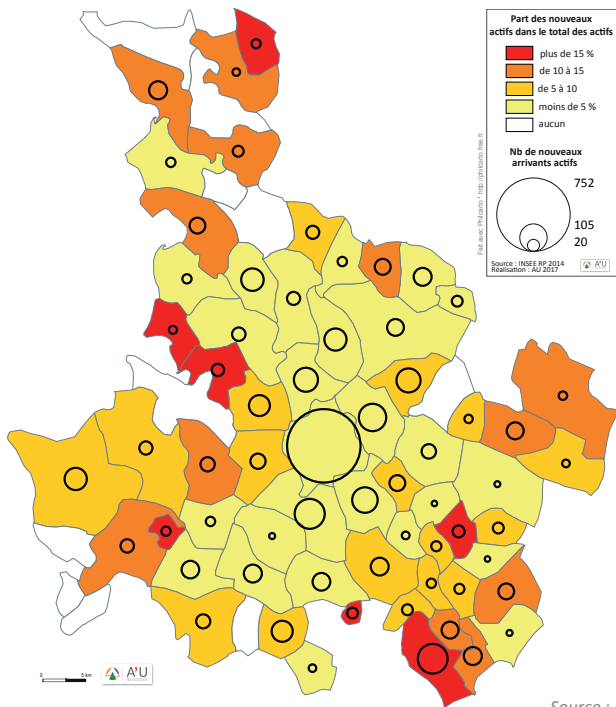 Part des nouveaux
actifs dans le total des actifs
plus de 15 %
de 10 à 15
de 5 à 10
moins de 5 %
aucun
Nb de nouveaux
arrivants actifs
752
105
20
Source : INSEE RP 2014
Réalisation : AU 2017
A'U
Fait avec Philcarto * http://philcarto.free.fr
0
5 km
A'U
Source :